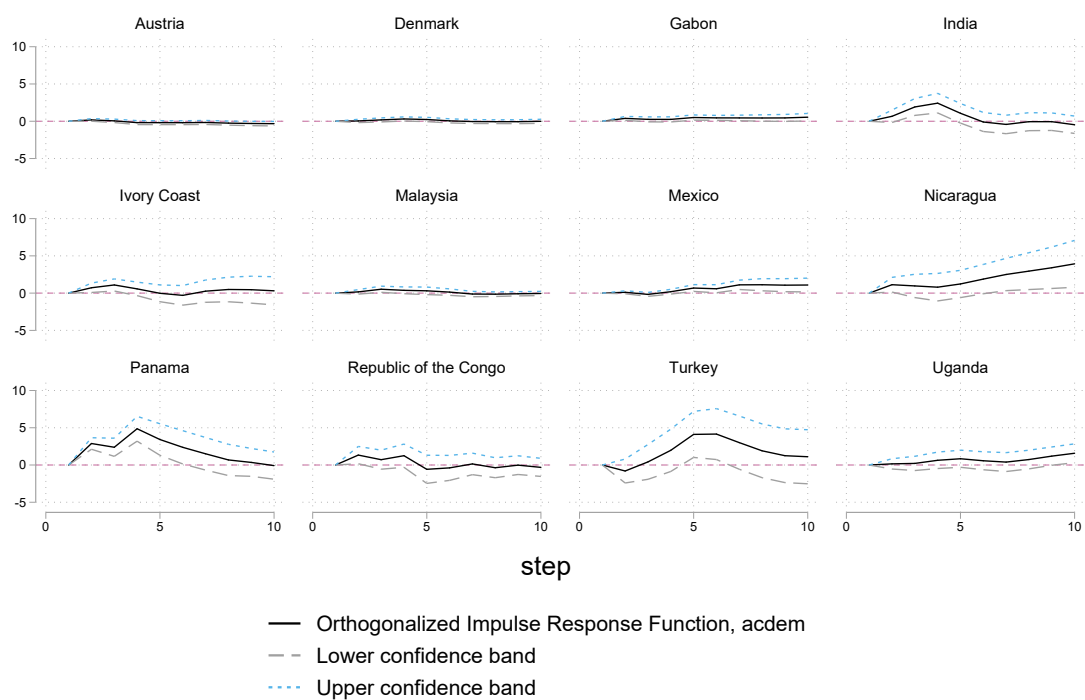 Austria Denmark Gabon India
10
5
0
-5
Ivory Coast Malaysia Mexico Nicaragua
10
5
0
-5
Panama Republic of the Congo Turkey Uganda
10
5
0
-5
0 5 10 0 5 10 0 5 10 0 5 10
step
Orthogonalized Impulse Response Function, acdem
Lower confidence band
Upper confidence band